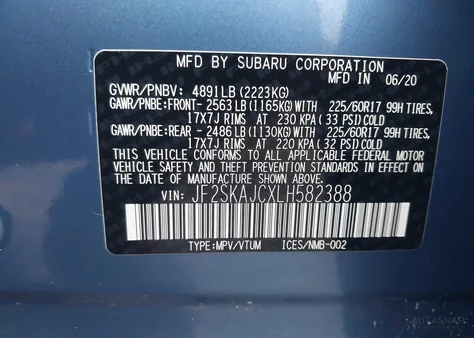 MFD BY SUBARU CORPORATION
IN JAPAN 06/20
GVWR/PNBV: 4891LB (2223KG)
GAWR/PNBE:FRONT- 2563 LB (1165KG) WITH 225/60R17 99H TIRES,
17X7J RIMS AT 230 KPA (33 PSI) COLD
GAWR/PNBE:REAR - 2486 LB (1130KG) WITH 225/60R17 99H TIRES,
17X7J RIMS AT 220 KPA (32 PSI) COLD
THIS VEHICLE CONFORMS TO ALL APPLICABLE FEDERAL MOTOR
VEHICLE SAFETY AND THEFT PREVENTION STANDARDS IN EFFECT ON
THE DATE OF MANUFACTURE SHOWN ABOVE.
VIN: JF2SKAJCXLH582388
TYPE:MPV/VTUM ICES/NMB-002